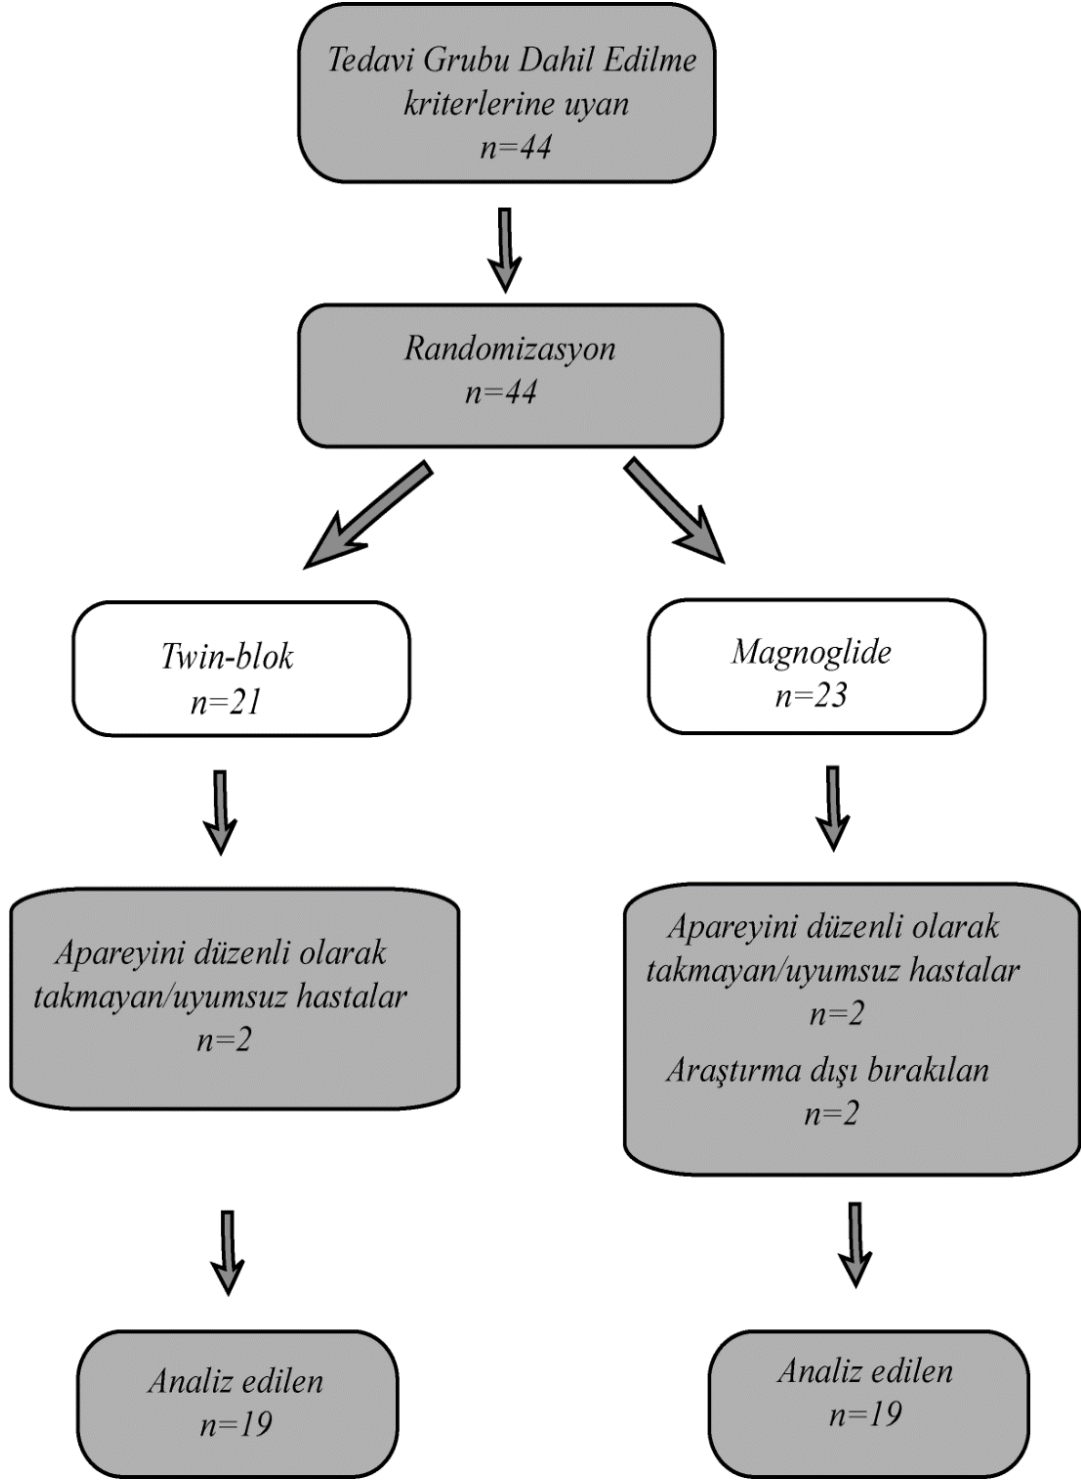 Tedavi Grubu Dahil Edilme
kriterlerine uyan
n=44
Randomizasyon
n=44
Twin-blok
n=21
Magnoglide
n=23
Apareyini düzenli olarak
takmayan/uyumsuz hastalar
n=2
Apareyini düzenli olarak
takmayan/uyumsuz hastalar
n=2
Araştırma dışı bırakılan
n=2
Analiz edilen
n=19
Analiz edilen
n=19